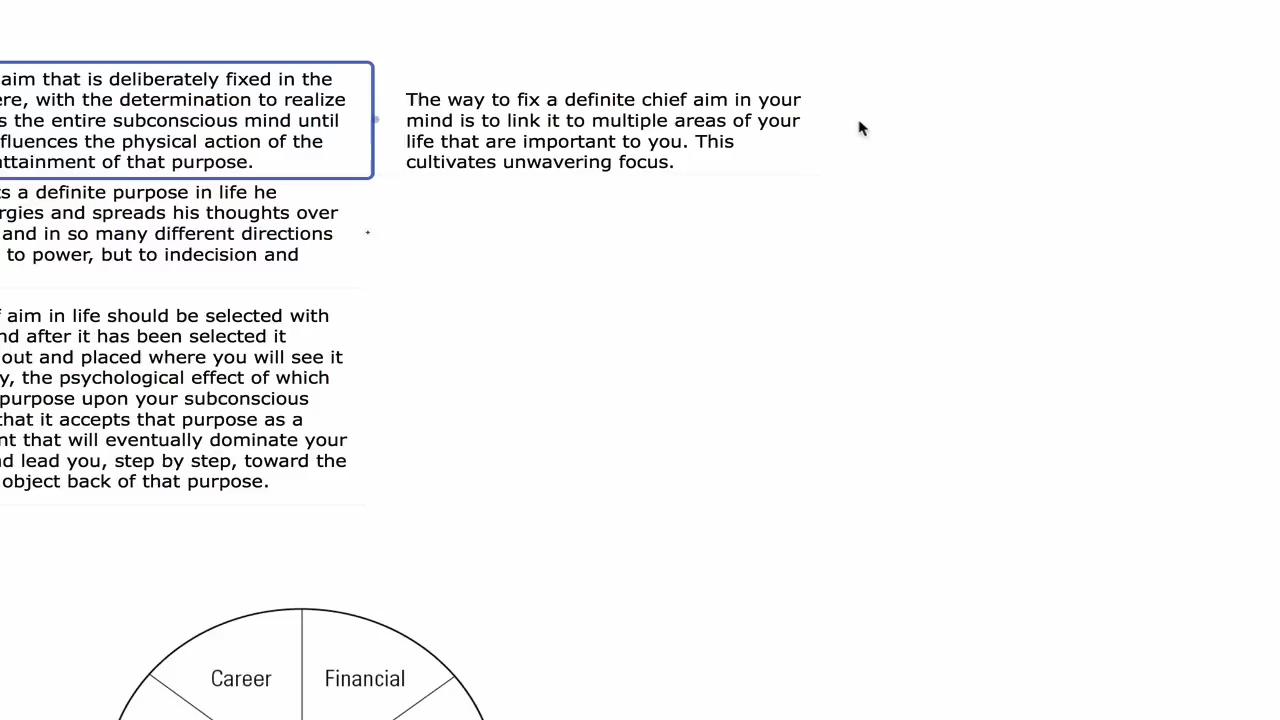 aim that is deliberately fixed in the
ere, with the determination to realize
s the entire subconscious mind until
fluences the physical action of the
attainment of that purpose.
The way to fix a definite chief aim in your
mind is to link it to multiple areas of your
life that are important to you. This
cultivates unwavering focus.
ts a definite purpose in life he
rgies and spreads his thoughts over
and in so many different directions
to power, but to indecision and
f aim in life should be selected with
nd after it has been selected it
out and placed where you will see it
y, the psychological effect of which
purpose upon your subconscious
that it accepts that purpose as a
nt that will eventually dominate your
nd lead you, step by step, toward the
object back of that purpose.
Career
Financial